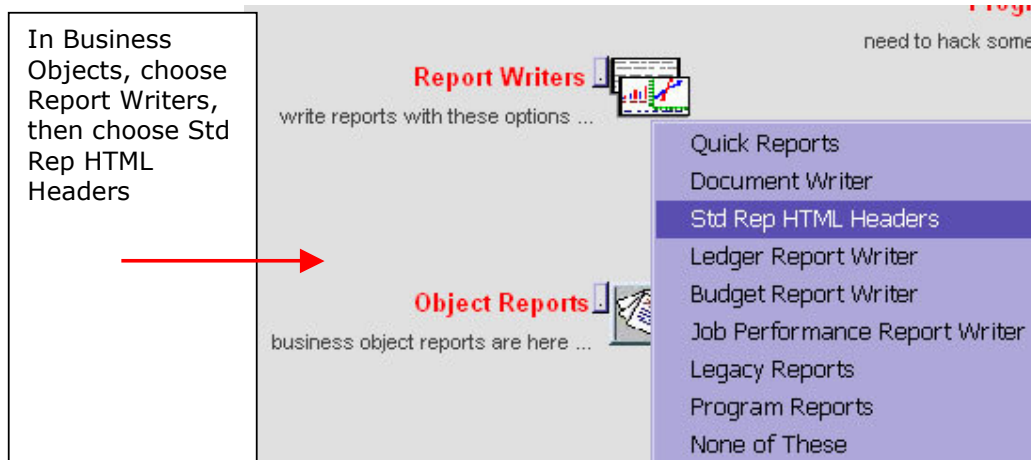 In Business
Objects, choose
Report Writers,
then choose Std
Rep HTML
Headers
need to hack some
Report Writers
write reports with these options ...
Quick Reports
Document Writer
Std Rep HTML Headers
Ledger Report Writer
Object Reports
Budget Report Writer
business object reports are here ...
Job Performance Report Writer
Legacy Reports
Program Reports
None of These